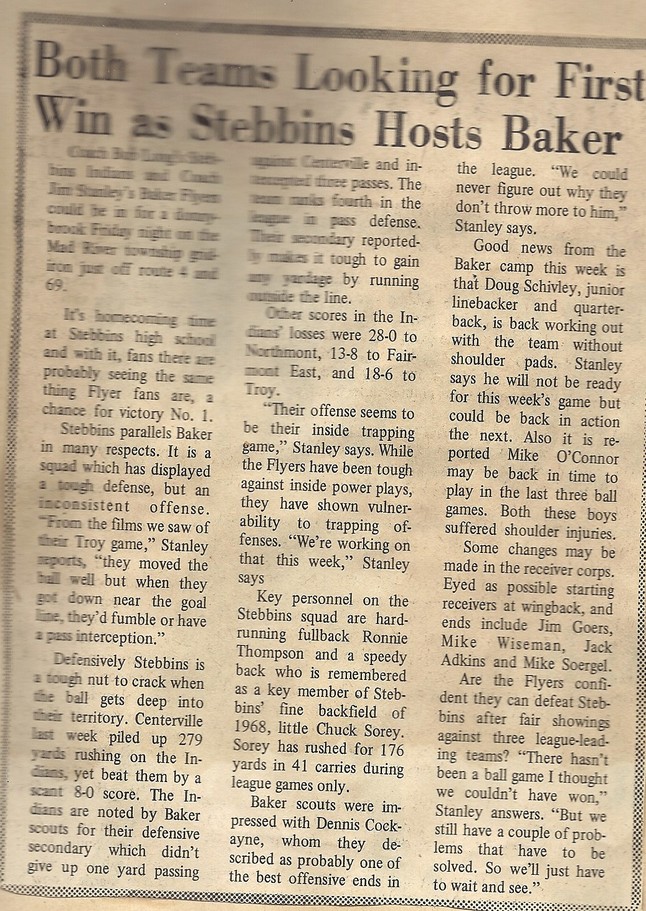 Both Teams Looking for First
Win as Stebbins Hosts Baker
Coach Bob Long's Steb-
bins Indians and Coach
Jim Stanley's Baker Flyers
could be in for a donny-
brook Friday night on the
Mad River township grid-
iron just off route 4 and
69.
It's homecoming time
at Stebbins high school
and with it, fans there are
probably seeing the same
thing Flyer fans are, a
chance for victory No. 1.
Stebbins parallels Baker
in many respects. It is a
squad which has displayed
a tough defense, but an
inconsistent offense.
"From the films we saw of
their Troy game," Stanley
reports, "they moved the
ball well but when they
got down near the goal
line, they'd fumble or have
a pass interception."
Defensively Stebbins is
a tough nut to crack when
the ball gets deep into
their territory. Centerville
last week piled up 279
yards rushing on the In-
dians, yet beat them by a
scant 8-0 score. The In-
dians are noted by Baker
scouts for their defensive
secondary which didn't
give up one yard passing
against Centerville and in-
tercepted three passes. The
team ranks fourth in the
league in pass defense.
Their secondary reported-
ly makes it tough to gain
any yardage by running
outside the line.
Other scores in the In-
dians' losses were 28-0 to
Northmont, 13-8 to Fair-
mont East, and 18-6 to
Troy.
"Their offense seems to
be their inside trapping
game," Stanley says. While
the Flyers have been tough
against inside power plays,
they have shown vulner-
ability to trapping of-
fenses. "We're working on
that this week," Stanley
says
Key personnel on the
Stebbins squad are hard-
running fullback Ronnie
Thompson and a speedy
back who is remembered
as a key member of Steb-
bins' fine backfield of
1968, little Chuck Sorey.
Sorey has rushed for 176
yards in 41 carries during
league games only.
Baker scouts were im-
pressed with Dennis Cock-
ayne, whom they de-
scribed as probably one of
the best offensive ends in
the league. "We could
never figure out why they
don't throw more to him,"
Stanley says.
Good news from the
Baker camp this week is
that Doug Schivley, junior
linebacker and quarter-
back, is back working out
with the team without
shoulder pads. Stanley
says he will not be ready
for this week's game but
could be back in action
the next. Also it is re-
ported Mike O'Connor
may be back in time to
play in the last three ball
games. Both these boys
suffered shoulder injuries.
Some changes may be
made in the receiver corps.
Eyed as possible starting
receivers at wingback, and
ends include Jim Goers,
Mike Wiseman, Jack
Adkins and Mike Soergel.
Are the Flyers confi-
dent they can defeat Steb-
bins after fair showings
against three league-lead-
ing teams? "There hasn't
been a ball game I thought
we couldn't have won,"
Stanley answers. "But we
still have a couple of prob-
lems that have to be
solved. So we'll just have
to wait and see."